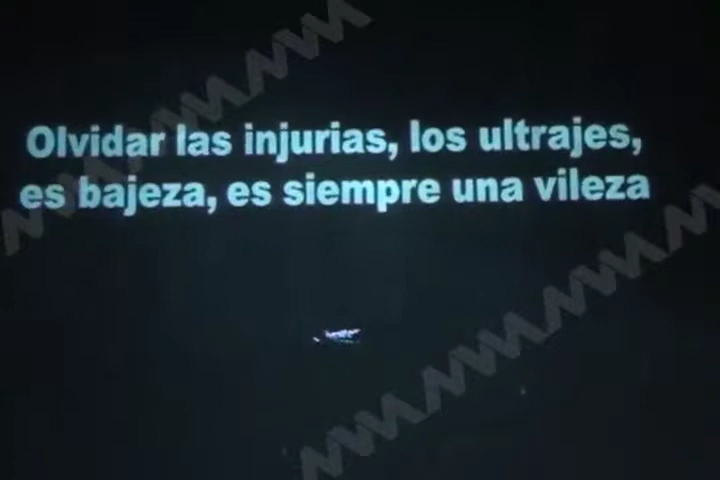 Olvidar las injurias, los ultrajes,
es bajeza, es siempre una vileza